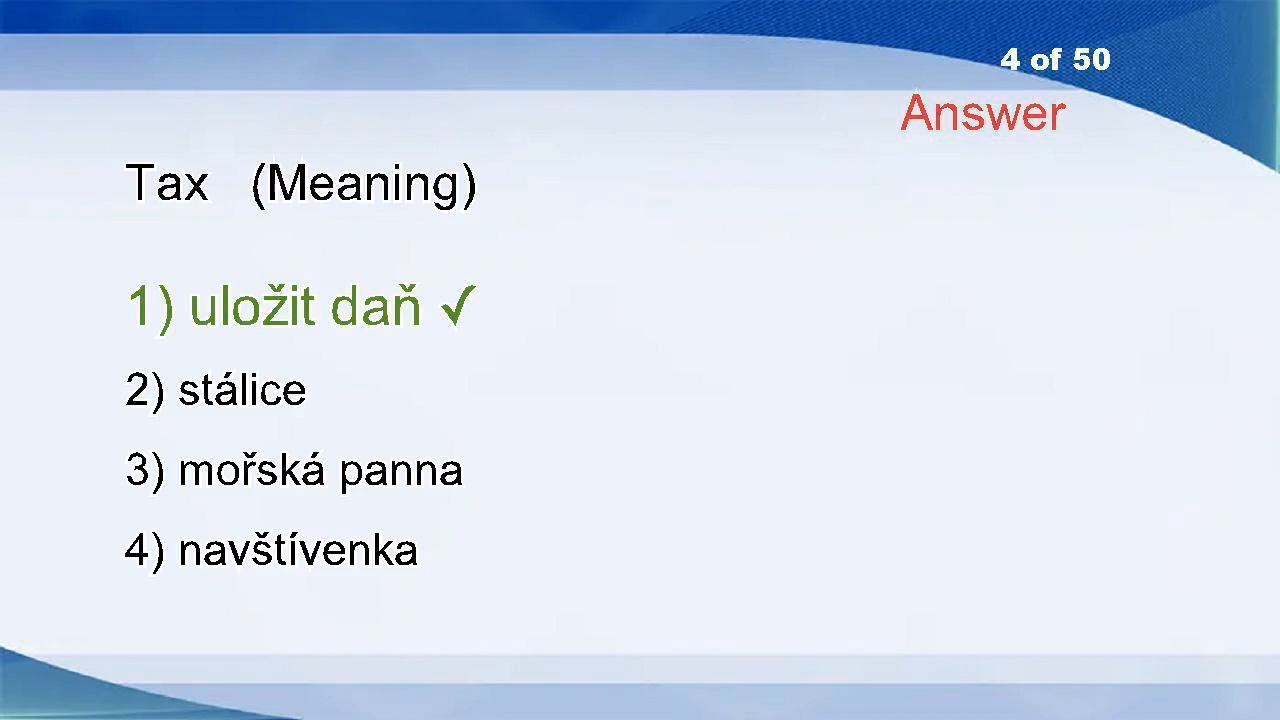 4 of 50
Answer
Tax (Meaning)
1) uložit daň ✓
2) stálice
3) mořská panna
4) navštívenka